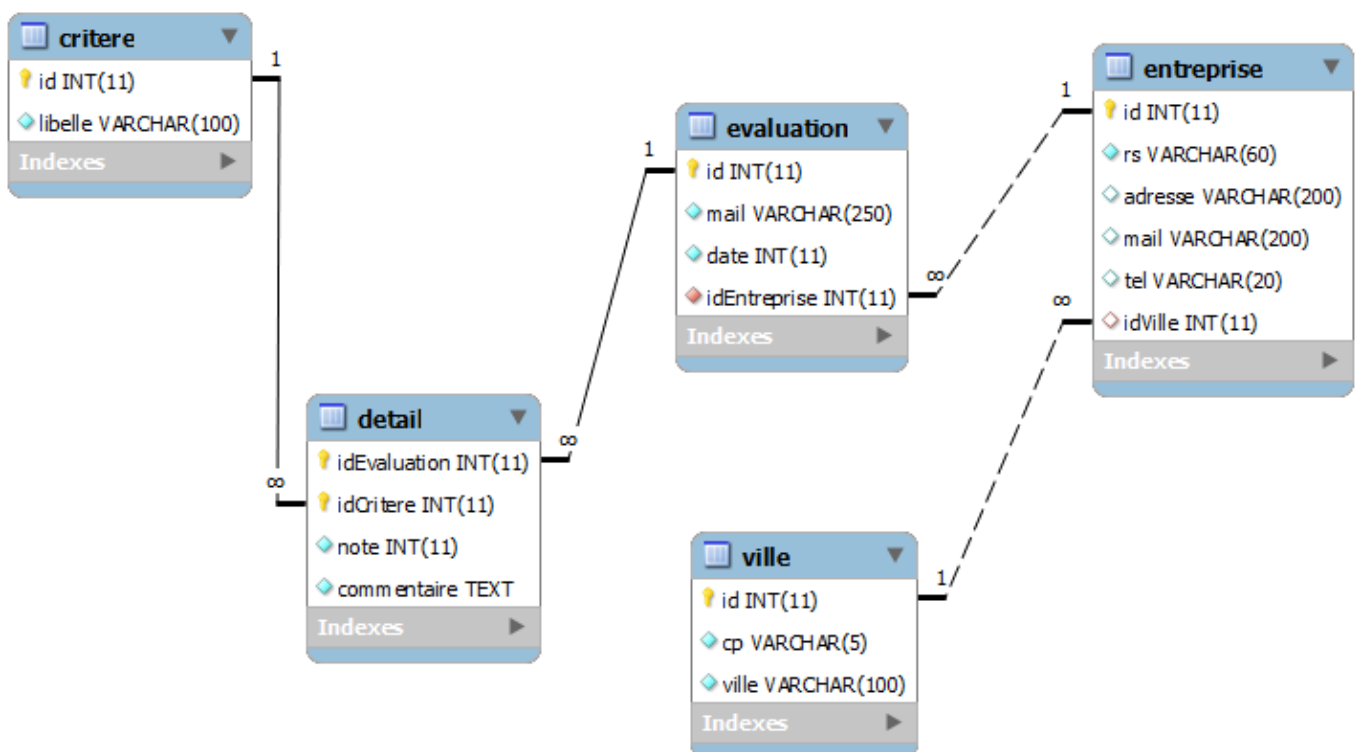 critere
id INT(11)
libelle VARCHAR(100)
Indexes
1
∞
detail
idEvaluation INT(11)
idCritere INT(11)
note INT(11)
commentaire TEXT
Indexes
∞
1
evaluation
id INT(11)
mail VARCHAR(250)
date INT(11)
idEntreprise INT(11)
Indexes
∞
1
entreprise
id INT(11)
rs VARCHAR(60)
adresse VARCHAR(200)
mail VARCHAR(200)
tel VARCHAR(20)
idVille INT(11)
Indexes
∞
1
ville
id INT(11)
cp VARCHAR(5)
ville VARCHAR(100)
Indexes